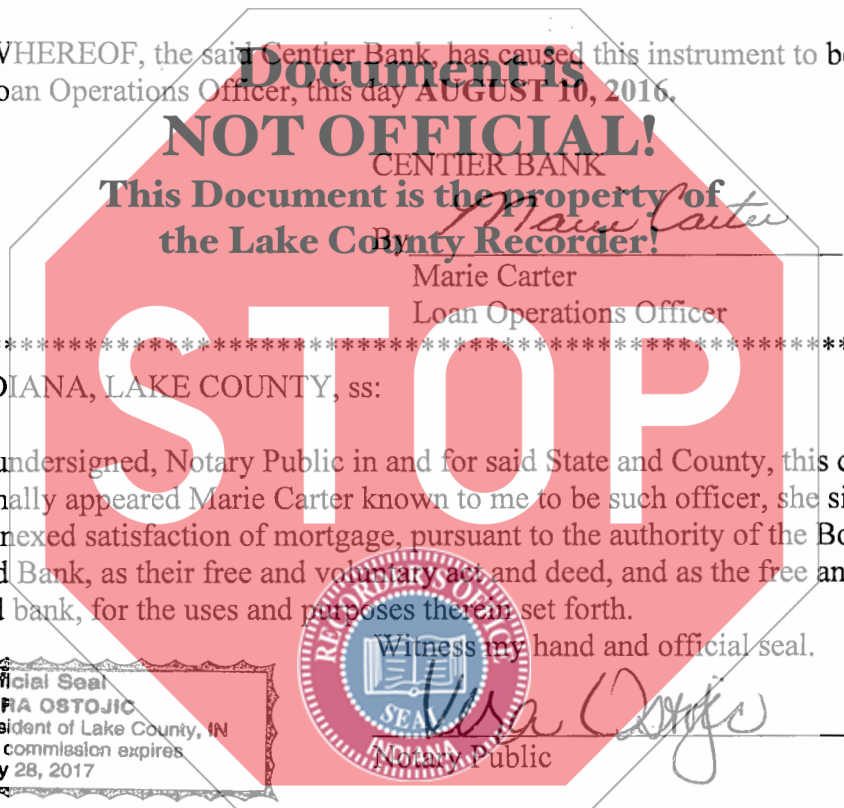 WHEREOF, the said Centier Bank, has caused this instrument to be
oan Operations Officer, this day AUGUST 10, 2016.
Document is
NOT OFFICIAL!
CENTIER BANK
This Document is the property of
the Lake County Recorder!
By Marie Carter
Marie Carter
Loan Operations Officer
STOP
DIANA, LAKE COUNTY, ss:
undersigned, Notary Public in and for said State and County, this d
nally appeared Marie Carter known to me to be such officer, she si
nexed satisfaction of mortgage, pursuant to the authority of the Bo
d Bank, as their free and voluntary act and deed, and as the free an
d bank, for the uses and purposes therein set forth.
Witness my hand and official seal.
RECORDER'S OFFICE
SEAL
INDIANA
ficial Seal
RA OSTOJIC
sident of Lake County, IN
commission expires
y 28, 2017
Ostojic
Notary Public